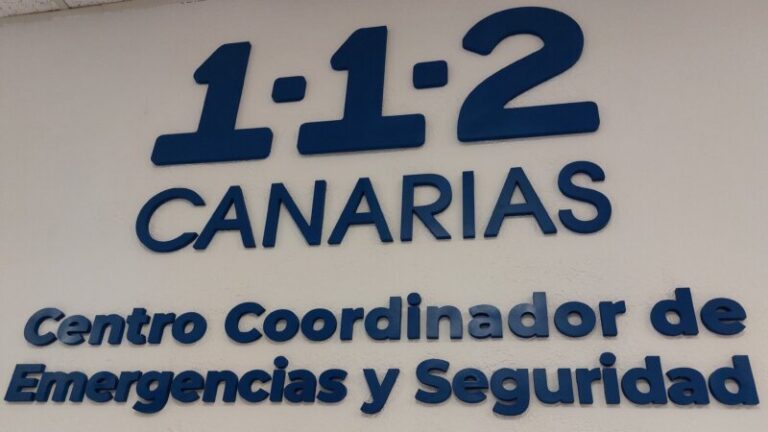 1·1·2
CANARIAS
Centro Coordinador de
Emergencias y Seguridad